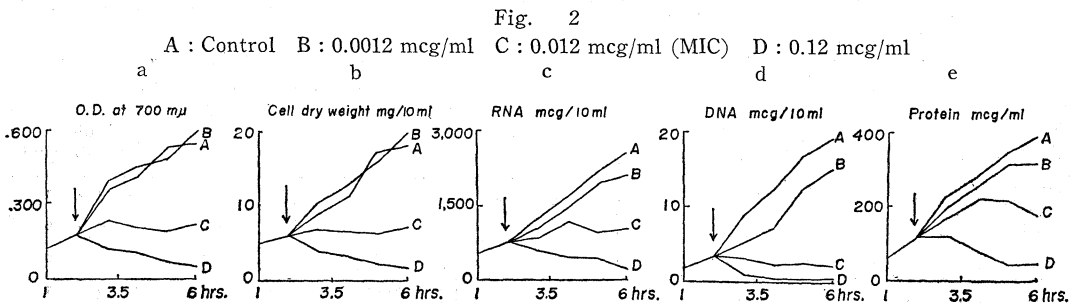 Fig. 2
A : Control B : 0.0012 mcg/ml C : 0.012 mcg/ml (MIC) D : 0.12 mcg/ml
a b c d e
O.D. at 700 mμ Cell dry weight mg/10ml RNA mcg/10ml DNA mcg/10ml Protein mcg/ml
.600 B A 20 B A 3,000 A B 20 A B 400 A B
.300 C 10 C 1,500 C 10 C 200 C
0 D 0 D 0 D 0 D 0 D
1 3.5 6 hrs. 1 3.5 6 hrs. 1 3.5 6 hrs. 1 3.5 6 hrs. 1 3.5 6 hrs.